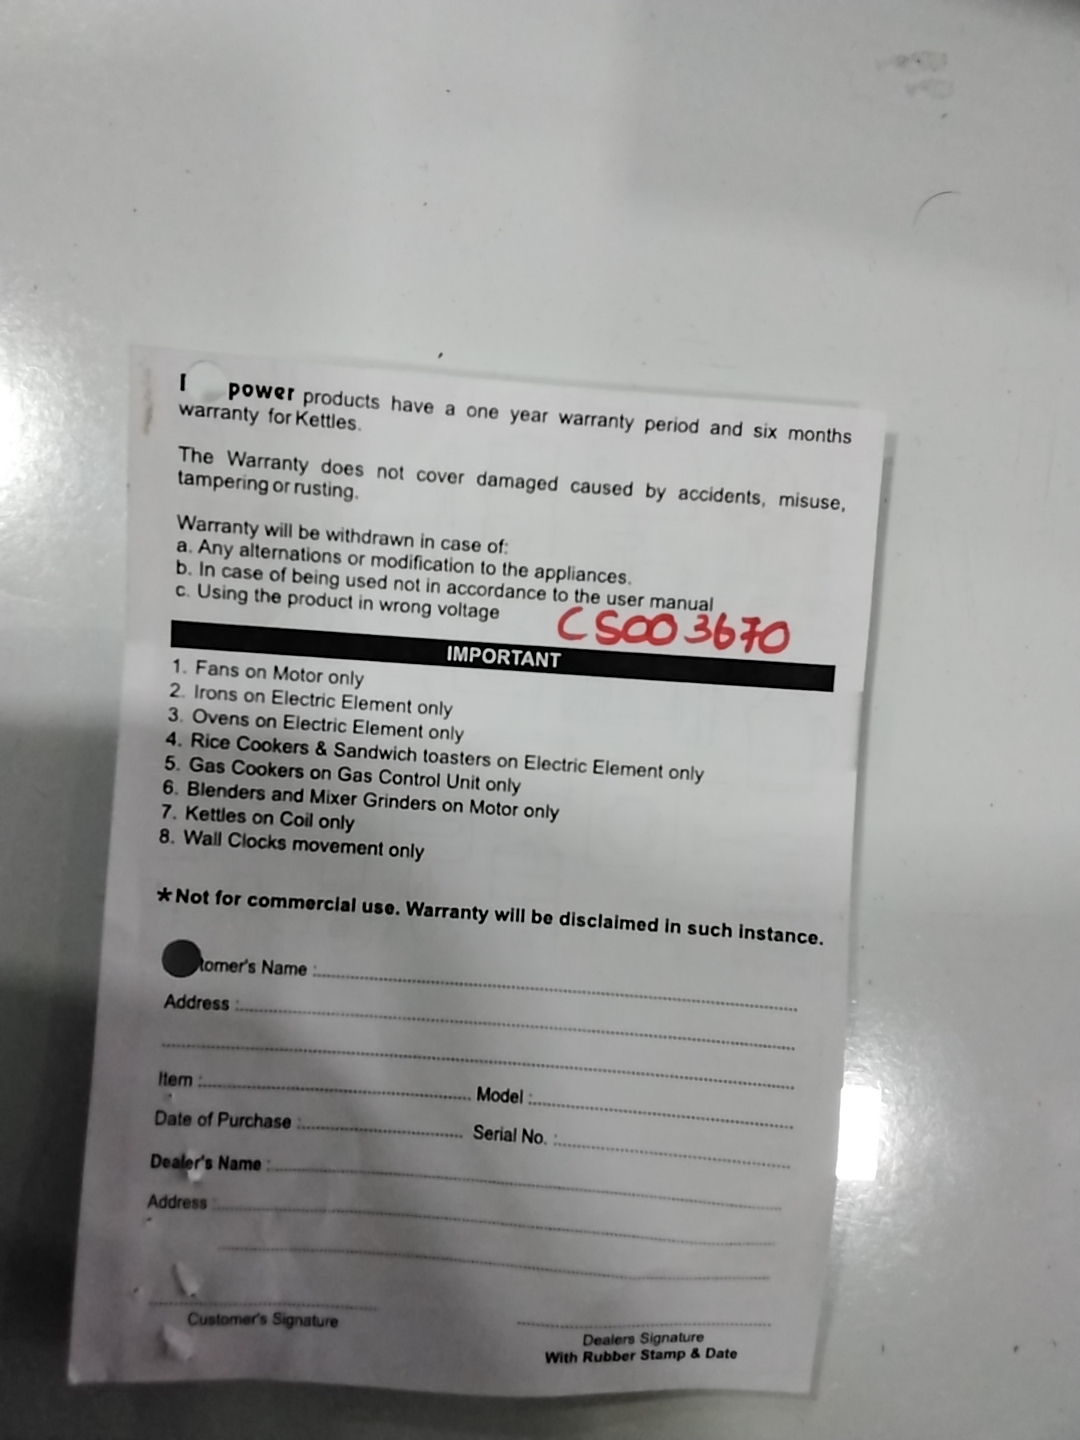 I power products have a one year warranty period and six months
warranty for Kettles.
The Warranty does not cover damaged caused by accidents, misuse,
tampering or rusting.
Warranty will be withdrawn in case of:
a. Any alternations or modification to the appliances.
b. In case of being used not in accordance to the user manual
c. Using the product in wrong voltage
CS003670
IMPORTANT
1. Fans on Motor only
2. Irons on Electric Element only
3. Ovens on Electric Element only
4. Rice Cookers & Sandwich toasters on Electric Element only
5. Gas Cookers on Gas Control Unit only
6. Blenders and Mixer Grinders on Motor only
7. Kettles on Coil only
8. Wall Clocks movement only
*Not for commercial use. Warranty will be disclaimed in such instance.
tomer's Name :
Address :
Item : Model :
Date of Purchase : Serial No. :
Dealer's Name :
Address :
Customer's Signature
Dealers Signature
With Rubber Stamp & Date